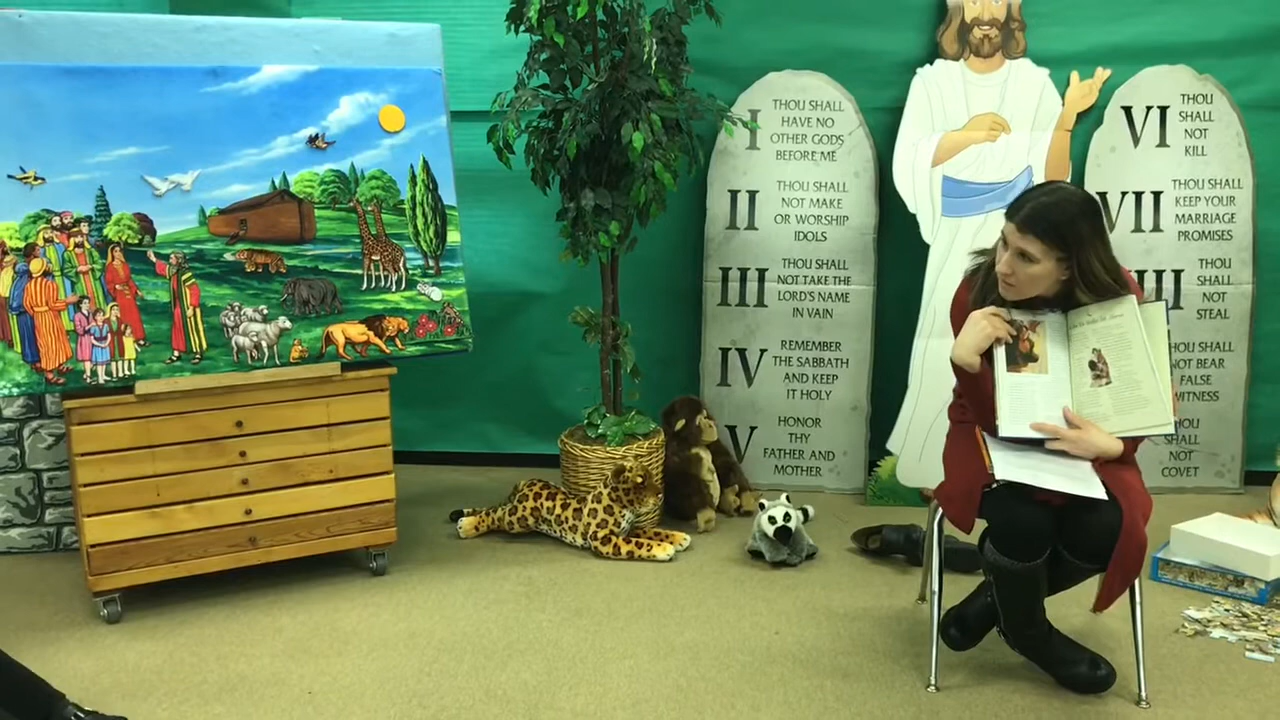 I
THOU SHALL
HAVE NO
OTHER GODS
BEFORE ME
II
THOU SHALL
NOT MAKE
OR WORSHIP
IDOLS
III
THOU SHALL
NOT TAKE THE
LORD'S NAME
IN VAIN
IV
REMEMBER
THE SABBATH
AND KEEP
IT HOLY
V
HONOR
THY
FATHER AND
MOTHER
VI
THOU
SHALL
NOT
KILL
VII
THOU SHALL
KEEP YOUR
MARRIAGE
PROMISES
THOU
SHALL
NOT
STEAL
SHALL
NOT BEAR
FALSE
WITNESS
SHALL
NOT
COVET